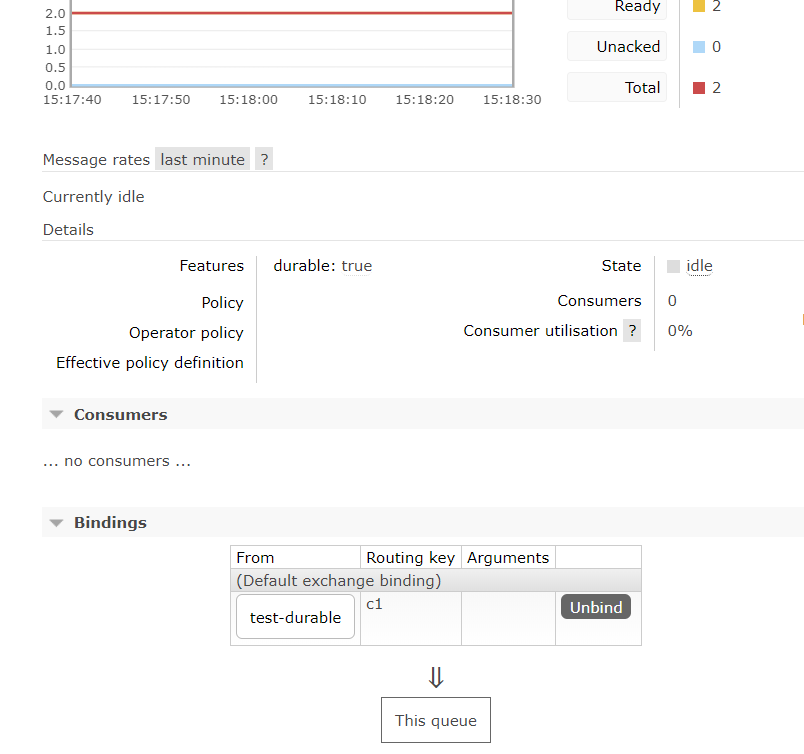 Ready 2
2.0
1.5
1.0
0.5
0.0
Unacked 0
Total 2
15:17:40 15:17:50 15:18:00 15:18:10 15:18:20 15:18:30
Message rates last minute ?
Currently idle
Details
Features durable: true
State idle
Policy
Consumers 0
Operator policy
Consumer utilisation ? 0%
Effective policy definition
Consumers
... no consumers ...
Bindings
From Routing key Arguments
(Default exchange binding)
test-durable c1 Unbind
⇓
This queue